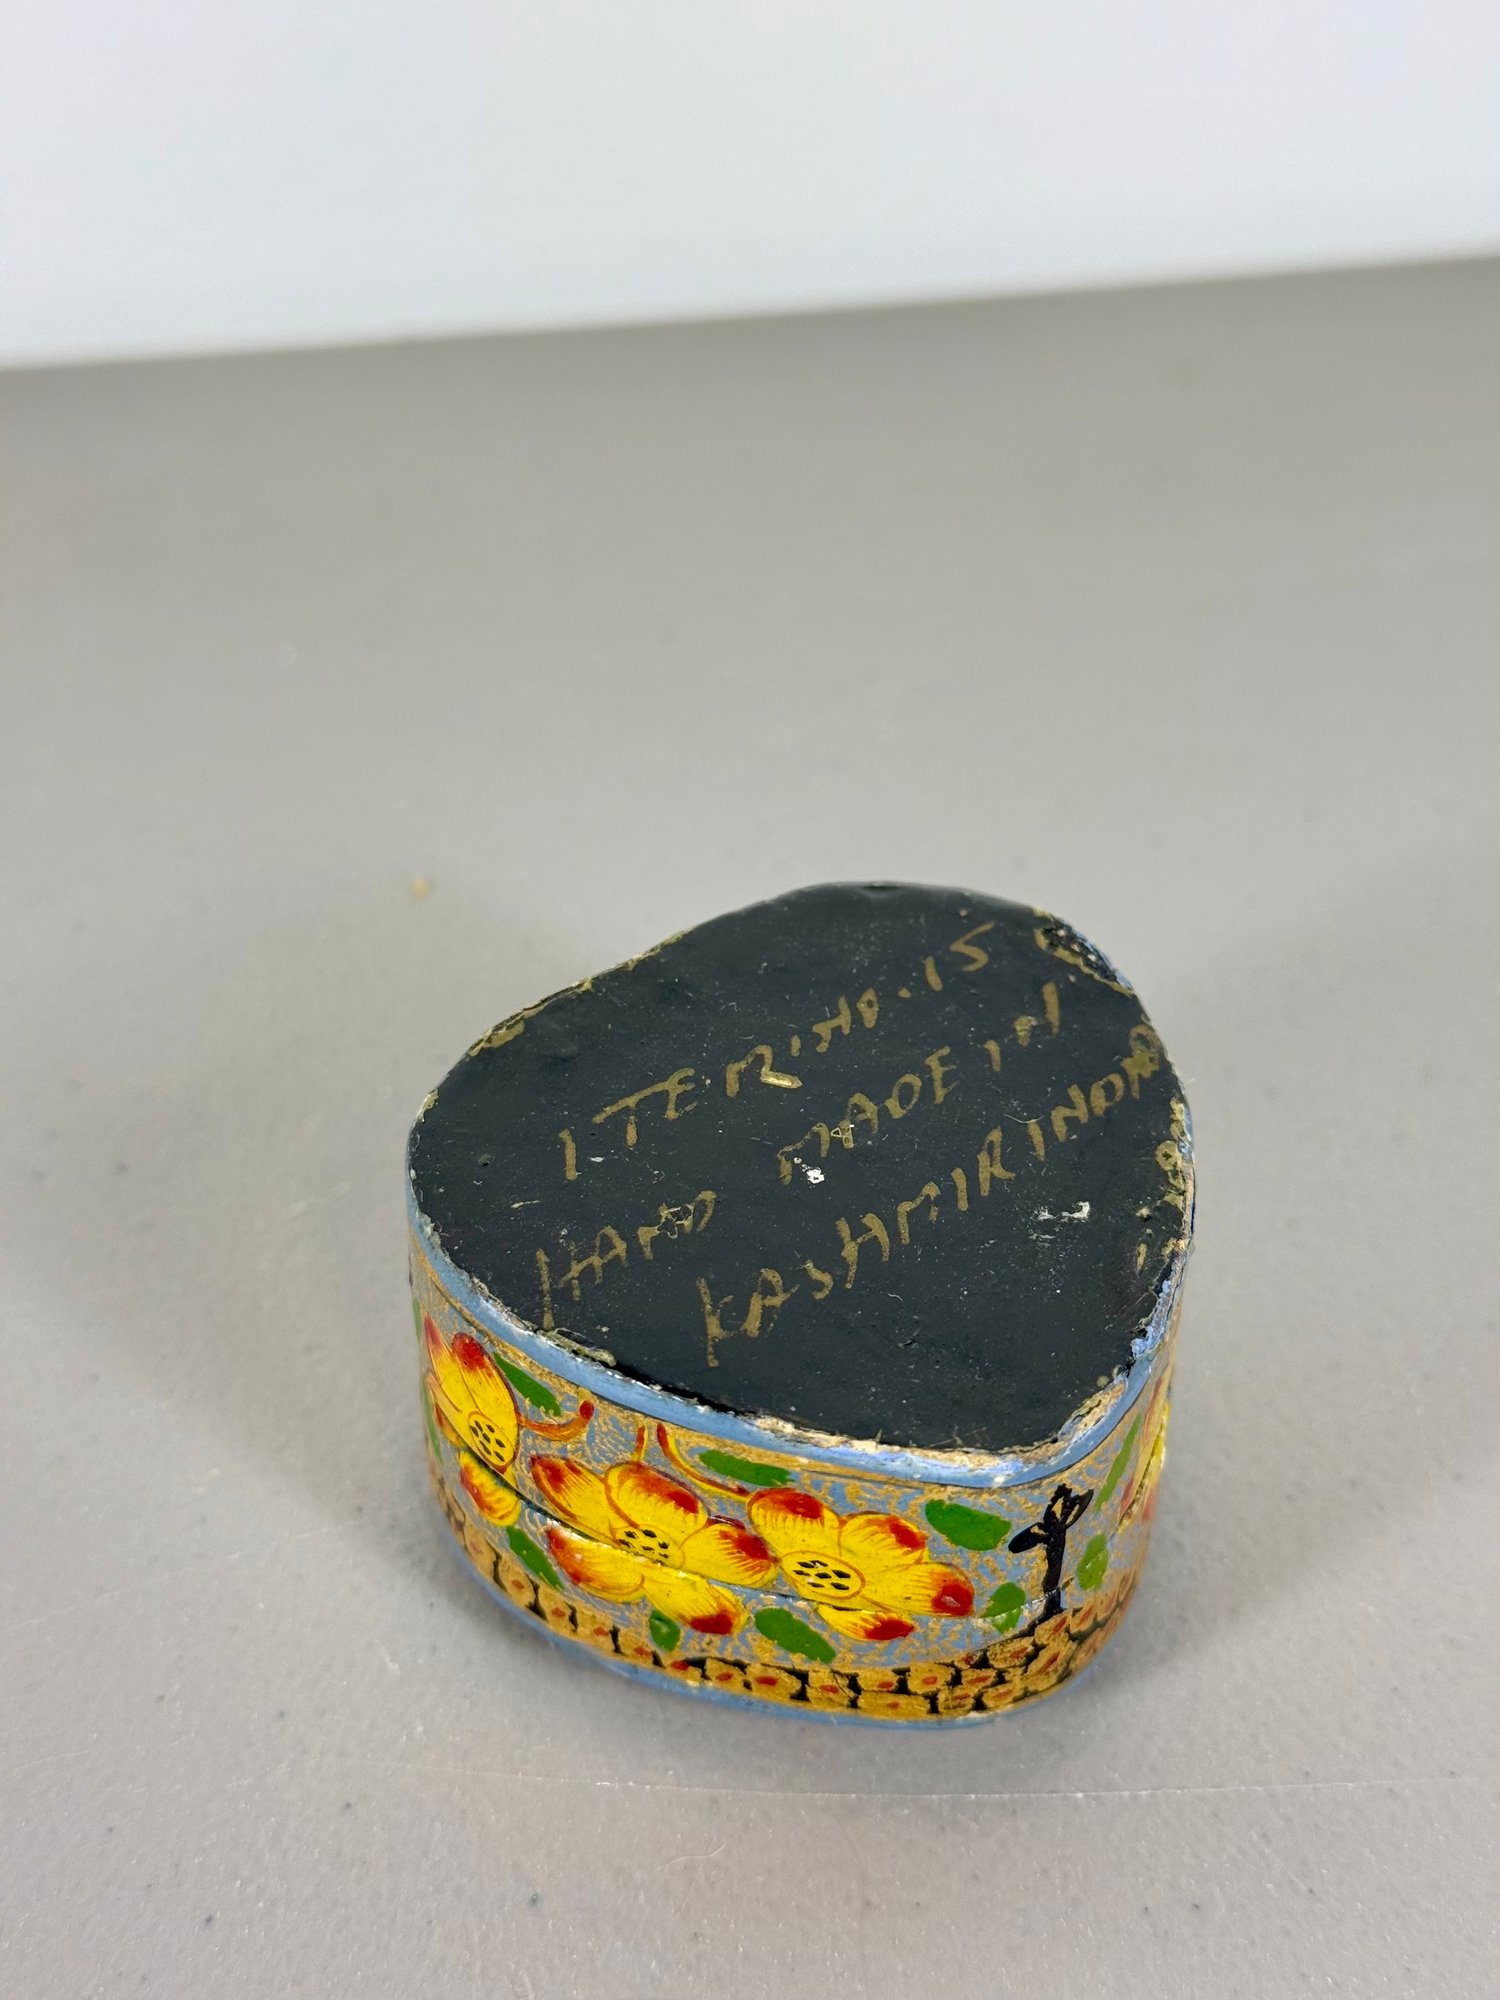 ITEM NO. 15
HAND MADE IN
KASHMIR INDIA